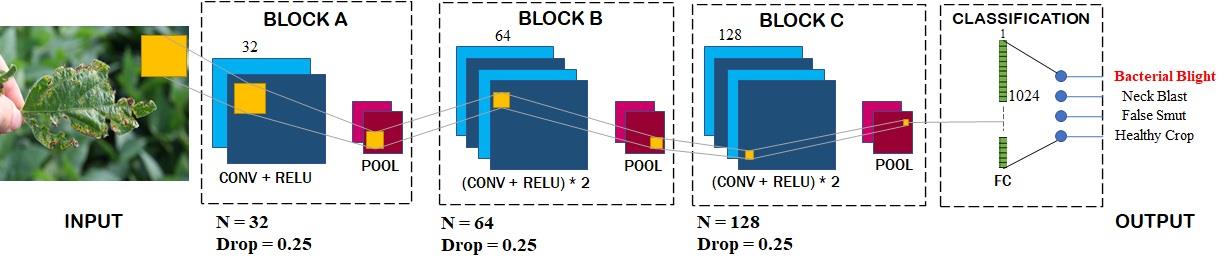 BLOCK A
BLOCK B
BLOCK C
CLASSIFICATION
32
64
128
1
1024
Bacterial Blight
Neck Blast
False Smut
Healthy Crop
POOL
POOL
POOL
CONV + RELU
(CONV + RELU) * 2
(CONV + RELU) * 2
FC
INPUT
N = 32
Drop = 0.25
N = 64
Drop = 0.25
N = 128
Drop = 0.25
OUTPUT